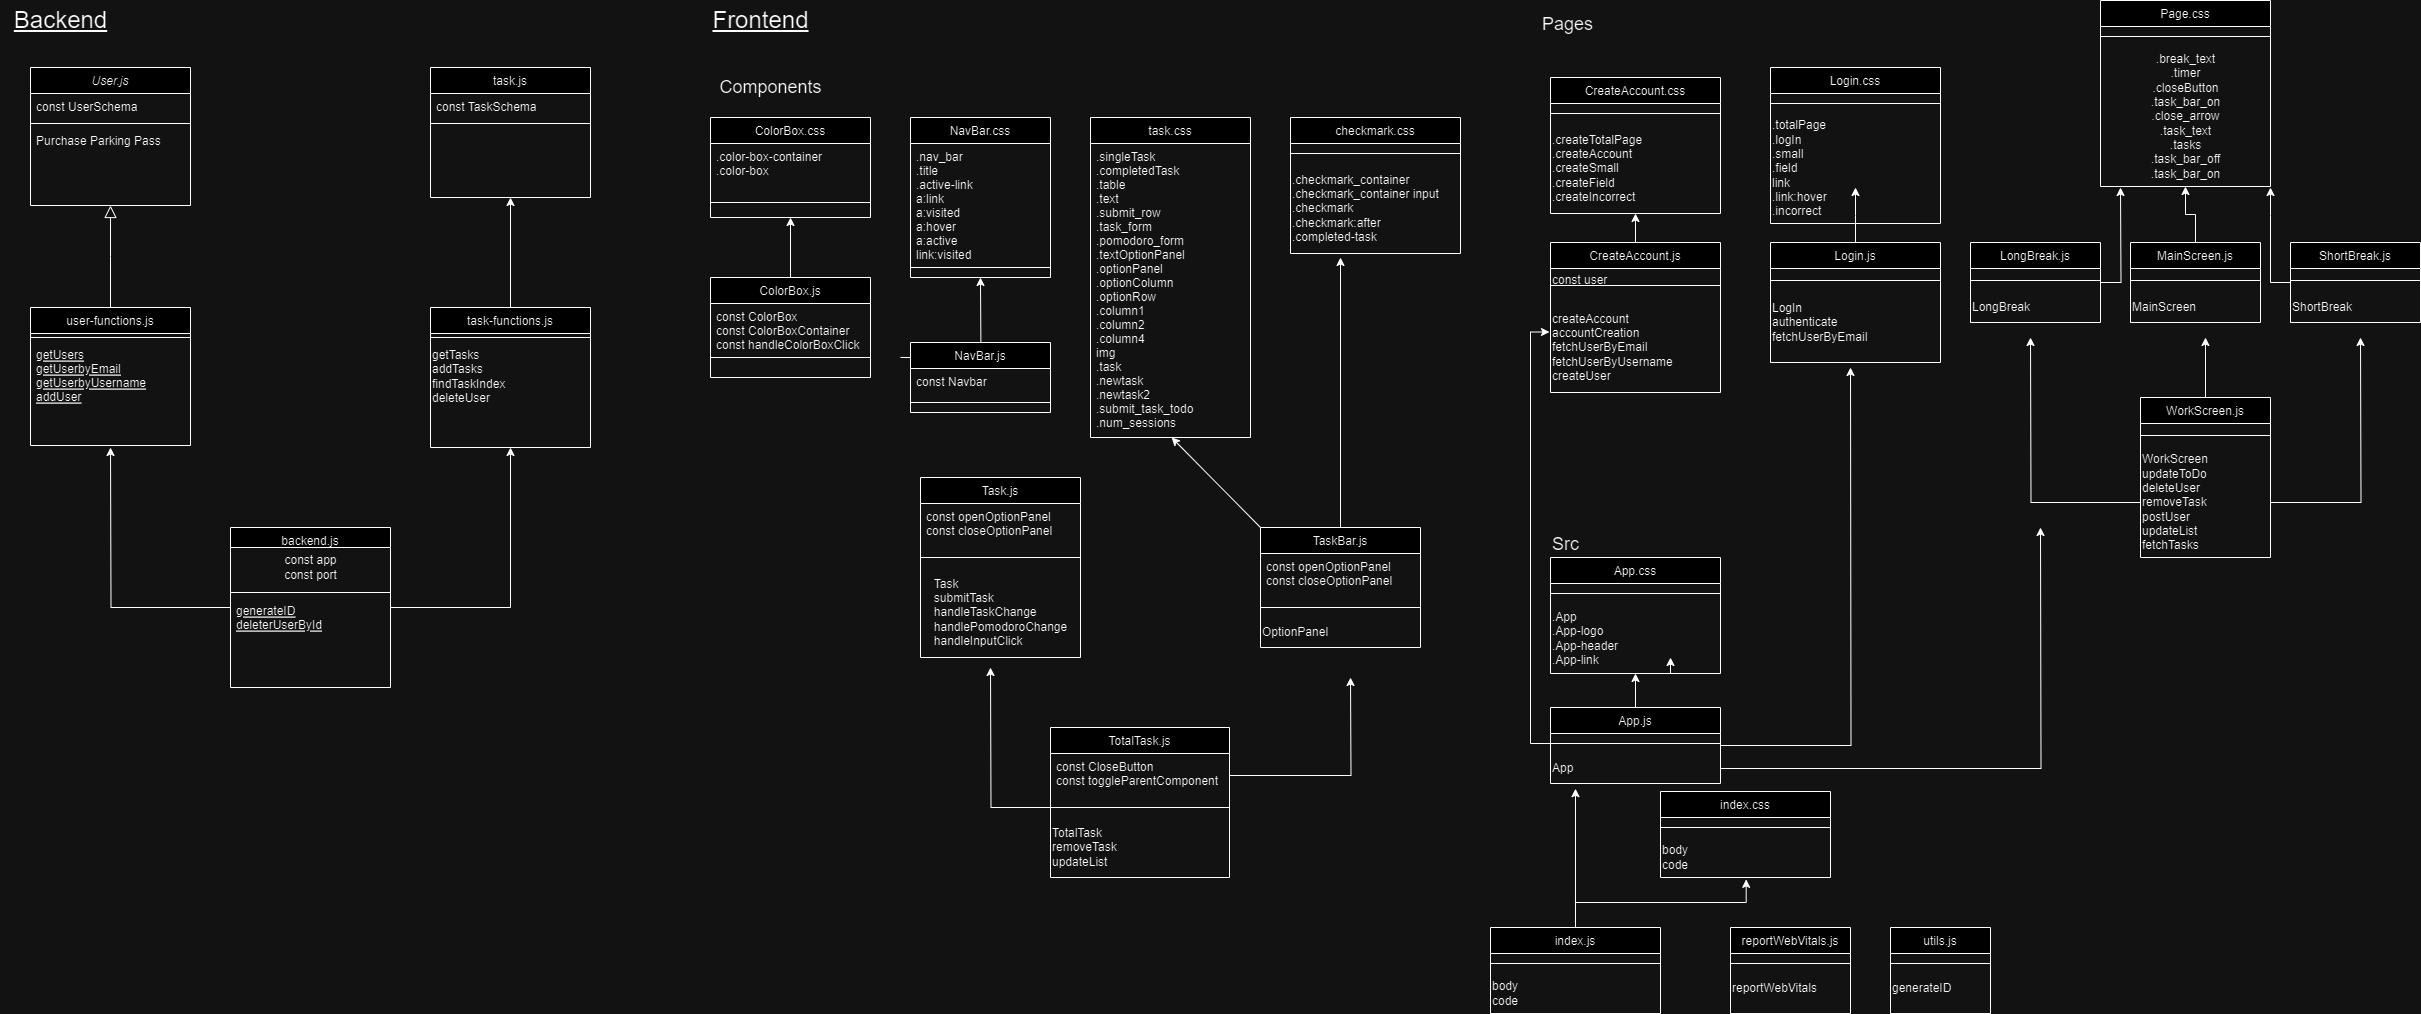 Backend
User.js
const UserSchema
Purchase Parking Pass
task.js
const TaskSchema
user-functions.js
getUsers
getUserbyEmail
getUserbyUsername
addUser
task-functions.js
getTasks
addTasks
findTaskIndex
deleteUser
backend.js
const app
const port
generateID
deleterUserById
Frontend
Components
ColorBox.css
.color-box-container
.color-box
ColorBox.js
const ColorBox
const ColorBoxContainer
const handleColorBoxClick
NavBar.css
.nav_bar
.title
.active-link
a:link
a:visited
a:hover
a:active
link:visited
NavBar.js
const Navbar
task.css
.singleTask
.completedTask
.table
.text
.submit_row
.task_form
.pomodoro_form
.textOptionPanel
.optionPanel
.optionColumn
.optionRow
.column1
.column2
.column4
img
.task
.newtask
.newtask2
.submit_task_todo
.num_sessions
checkmark.css
.checkmark_container
.checkmark_container input
.checkmark
.checkmark:after
.completed-task
Task.js
const openOptionPanel
const closeOptionPanel
Task
submitTask
handleTaskChange
handlePomodoroChange
handleInputClick
TaskBar.js
const openOptionPanel
const closeOptionPanel
OptionPanel
TotalTask.js
const CloseButton
const toggleParentComponent
TotalTask
removeTask
updateList
Pages
CreateAccount.css
.createTotalPage
.createAccount
.createSmall
.createField
.createIncorrect
CreateAccount.js
const user
createAccount
accountCreation
fetchUserByEmail
fetchUserByUsername
createUser
Login.css
.totalPage
.logIn
.small
.field
link
.link:hover
.incorrect
Login.js
LogIn
authenticate
fetchUserByEmail
Page.css
.break_text
.timer
.closeButton
.task_bar_on
.close_arrow
.task_text
.tasks
.task_bar_off
.task_bar_on
LongBreak.js
LongBreak
MainScreen.js
MainScreen
ShortBreak.js
ShortBreak
WorkScreen.js
WorkScreen
updateToDo
deleteUser
removeTask
postUser
updateList
fetchTasks
Src
App.css
.App
.App-logo
.App-header
.App-link
App.js
App
index.css
body
code
index.js
body
code
reportWebVitals.js
reportWebVitals
utils.js
generateID